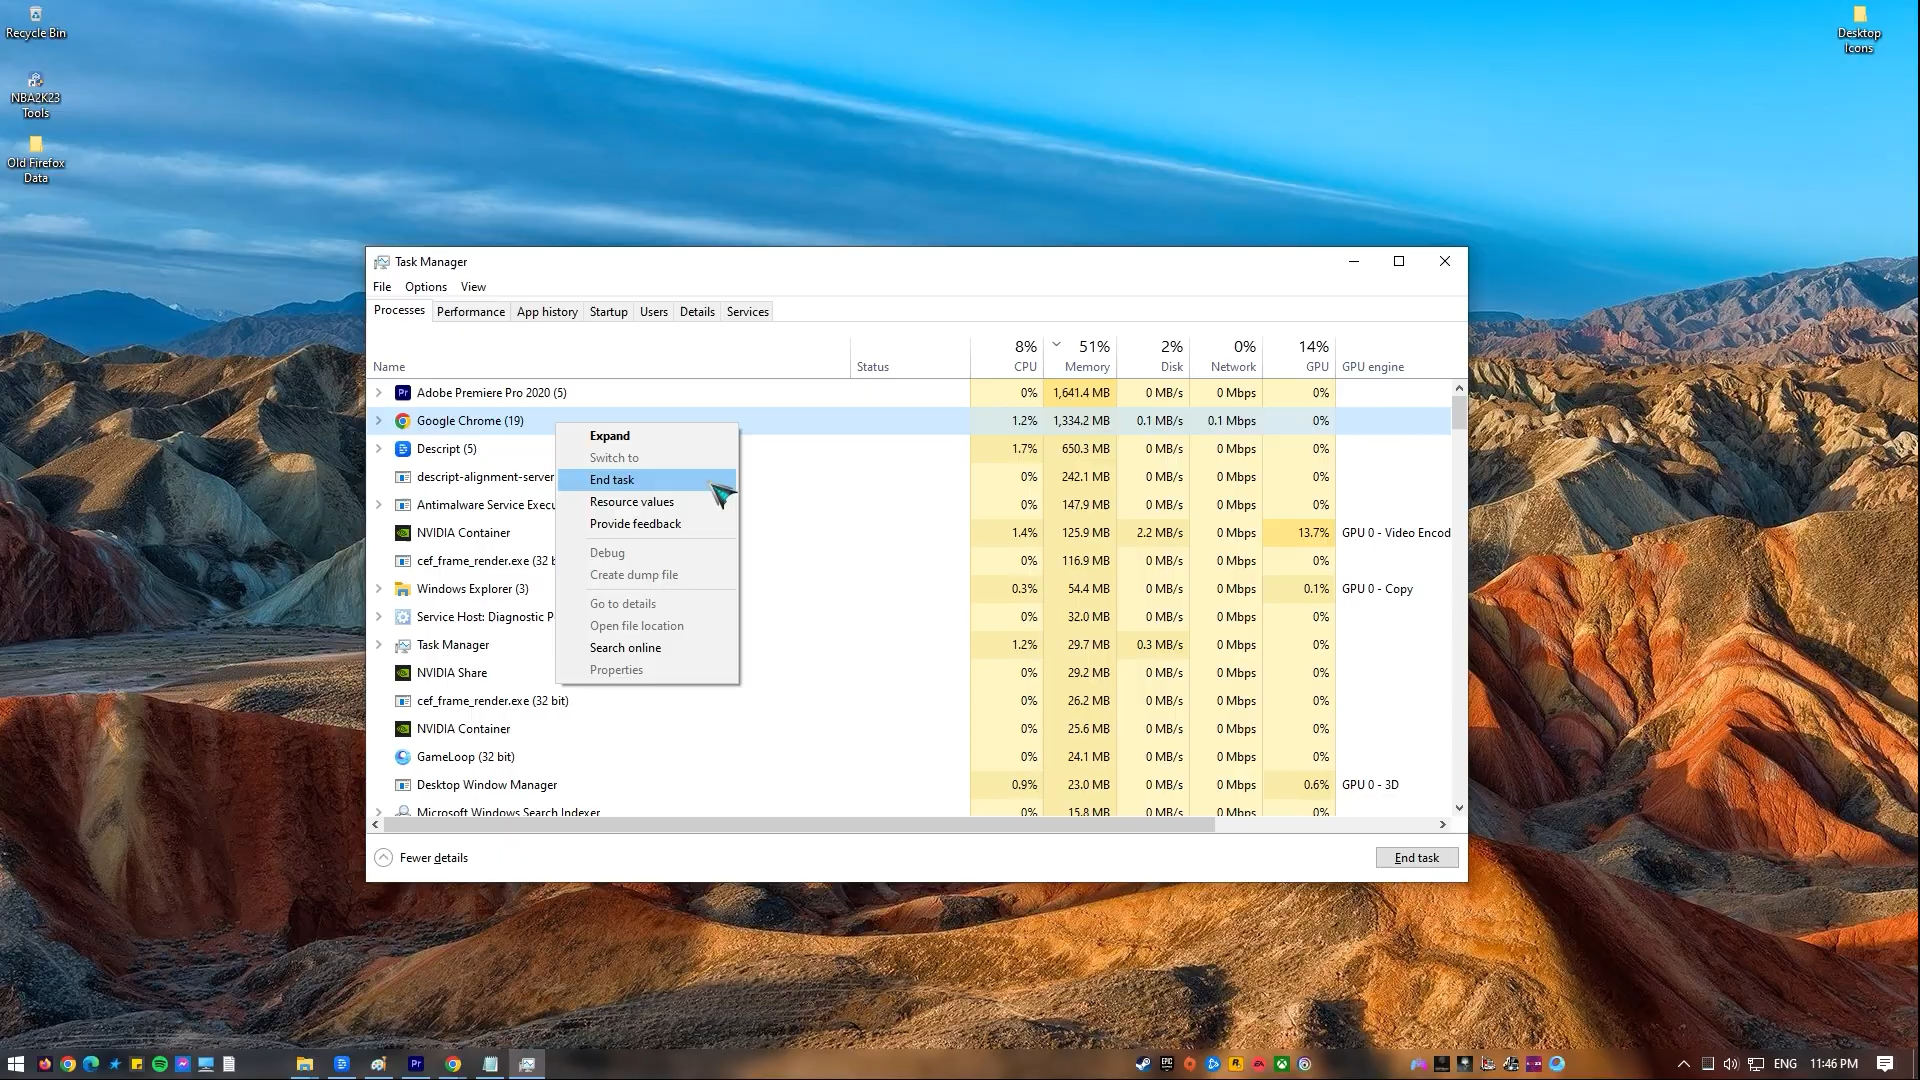 Recycle Bin
NBA2K23
Tools
Old Firefox
Data
Desktop
Icons
Task Manager
File Options View
Processes Performance App history Startup Users Details Services
8% 51% 2% 0% 14%
Name Status CPU Memory Disk Network GPU GPU engine
Adobe Premiere Pro 2020 (5) 0% 1,641.4 MB 0 MB/s 0 Mbps 0%
Google Chrome (19) 1.2% 1,334.2 MB 0.1 MB/s 0.1 Mbps 0%
Descript (5) 1.7% 650.3 MB 0 MB/s 0 Mbps 0%
descript-alignment-server 0% 242.1 MB 0 MB/s 0 Mbps 0%
Antimalware Service Execu 0% 147.9 MB 0 MB/s 0 Mbps 0%
NVIDIA Container 1.4% 125.9 MB 2.2 MB/s 0 Mbps 13.7% GPU 0 - Video Encod
cef_frame_render.exe (32 b 0% 116.9 MB 0 MB/s 0 Mbps 0%
Windows Explorer (3) 0.3% 54.4 MB 0 MB/s 0 Mbps 0.1% GPU 0 - Copy
Service Host: Diagnostic P 0% 32.0 MB 0 MB/s 0 Mbps 0%
Task Manager 1.2% 29.7 MB 0.3 MB/s 0 Mbps 0%
NVIDIA Share 0% 29.2 MB 0 MB/s 0 Mbps 0%
cef_frame_render.exe (32 bit) 0% 26.2 MB 0 MB/s 0 Mbps 0%
NVIDIA Container 0% 25.6 MB 0 MB/s 0 Mbps 0%
GameLoop (32 bit) 0% 24.1 MB 0 MB/s 0 Mbps 0%
Desktop Window Manager 0.9% 23.0 MB 0 MB/s 0 Mbps 0.6% GPU 0 - 3D
Microsoft Windows Search Indexer 0% 15.8 MB 0 MB/s 0 Mbps 0%
Expand
Switch to
End task
Resource values
Provide feedback
Debug
Create dump file
Go to details
Open file location
Search online
Properties
Fewer details
End task
ENG 11:46 PM